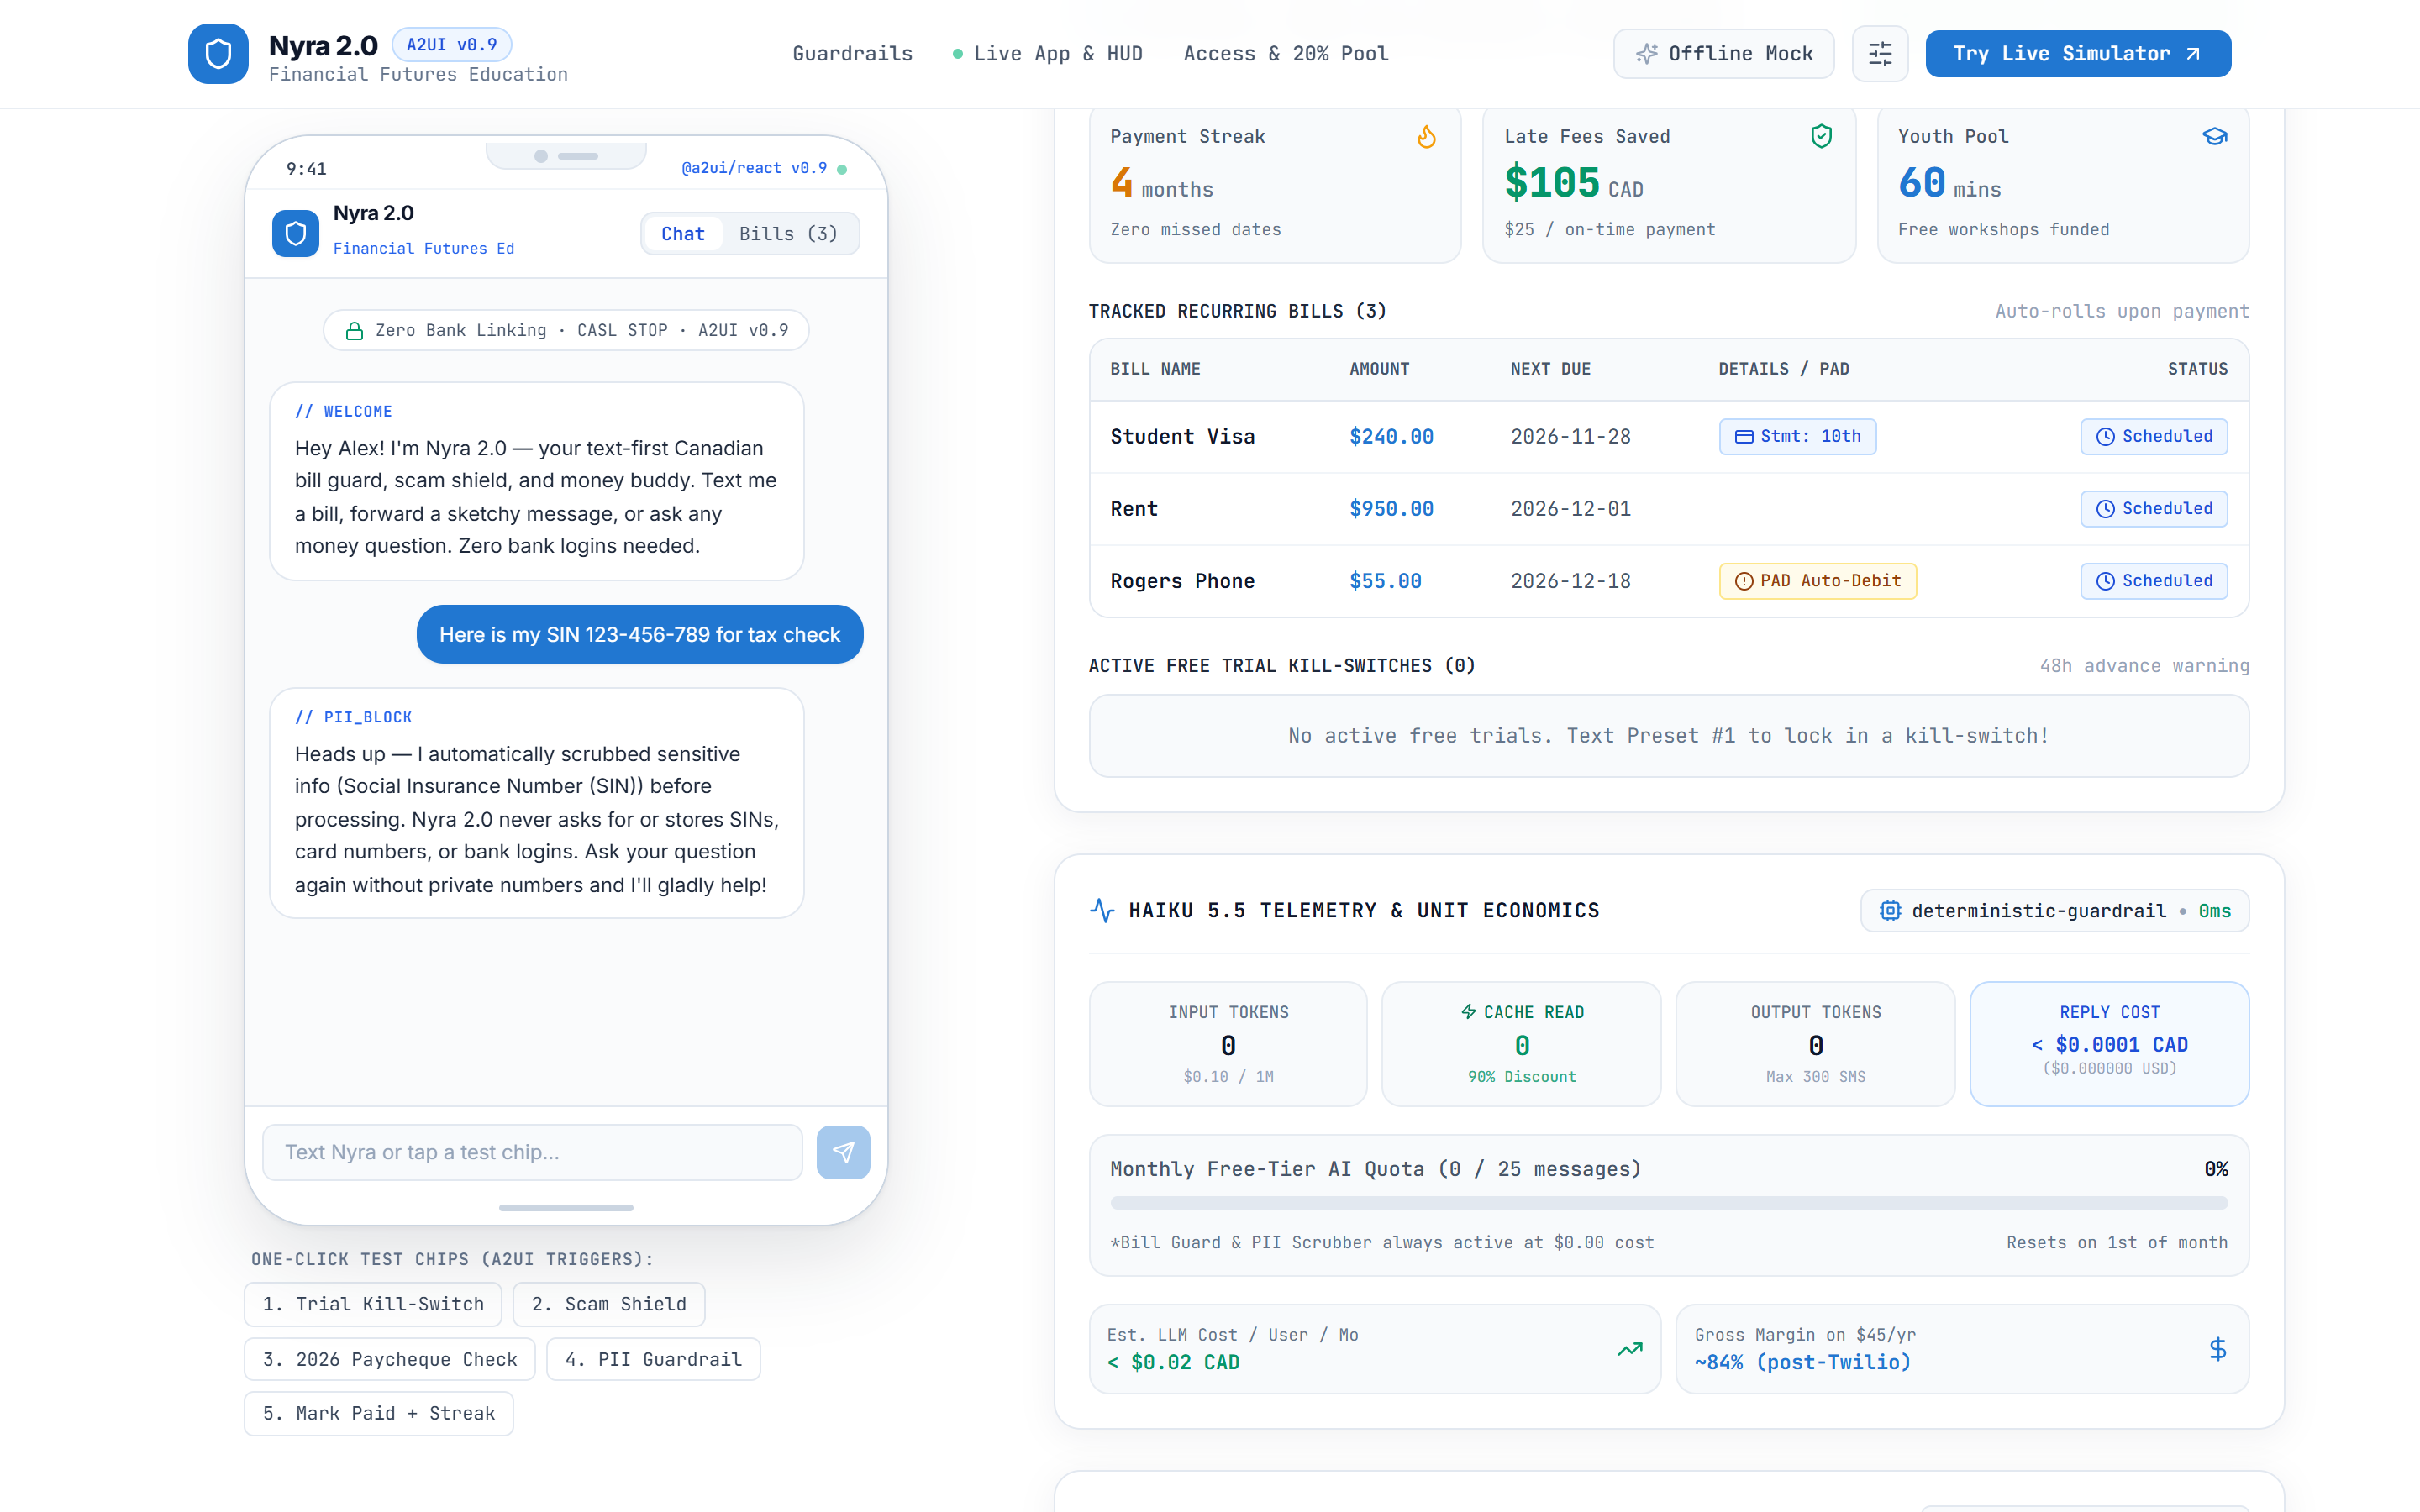 Nyra 2.0
A2UI v0.9
Financial Futures Education
Guardrails
Live App & HUD
Access & 20% Pool
Offline Mock
Try Live Simulator
9:41
@a2ui/react v0.9
Nyra 2.0
Financial Futures Ed
Chat
Bills (3)
Zero Bank Linking · CASL STOP · A2UI v0.9
// WELCOME
Hey Alex! I'm Nyra 2.0 — your text-first Canadian
bill guard, scam shield, and money buddy. Text me
a bill, forward a sketchy message, or ask any
money question. Zero bank logins needed.
Here is my SIN 123-456-789 for tax check
// PII_BLOCK
Heads up — I automatically scrubbed sensitive
info (Social Insurance Number (SIN)) before
processing. Nyra 2.0 never asks for or stores SINs,
card numbers, or bank logins. Ask your question
again without private numbers and I'll gladly help!
Text Nyra or tap a test chip...
ONE-CLICK TEST CHIPS (A2UI TRIGGERS):
1. Trial Kill-Switch
2. Scam Shield
3. 2026 Paycheque Check
4. PII Guardrail
5. Mark Paid + Streak
Payment Streak
4 months
Zero missed dates
Late Fees Saved
$105 CAD
$25 / on-time payment
Youth Pool
60 mins
Free workshops funded
TRACKED RECURRING BILLS (3)
Auto-rolls upon payment
BILL NAME AMOUNT NEXT DUE DETAILS / PAD STATUS
Student Visa $240.00 2026-11-28 Stmt: 10th Scheduled
Rent $950.00 2026-12-01 Scheduled
Rogers Phone $55.00 2026-12-18 PAD Auto-Debit Scheduled
ACTIVE FREE TRIAL KILL-SWITCHES (0)
48h advance warning
No active free trials. Text Preset #1 to lock in a kill-switch!
HAIKU 5.5 TELEMETRY & UNIT ECONOMICS
deterministic-guardrail • 0ms
INPUT TOKENS
0
$0.10 / 1M
CACHE READ
0
90% Discount
OUTPUT TOKENS
0
Max 300 SMS
REPLY COST
< $0.0001 CAD
($0.000000 USD)
Monthly Free-Tier AI Quota (0 / 25 messages)
0%
*Bill Guard & PII Scrubber always active at $0.00 cost
Resets on 1st of month
Est. LLM Cost / User / Mo
< $0.02 CAD
Gross Margin on $45/yr
~84% (post-Twilio)